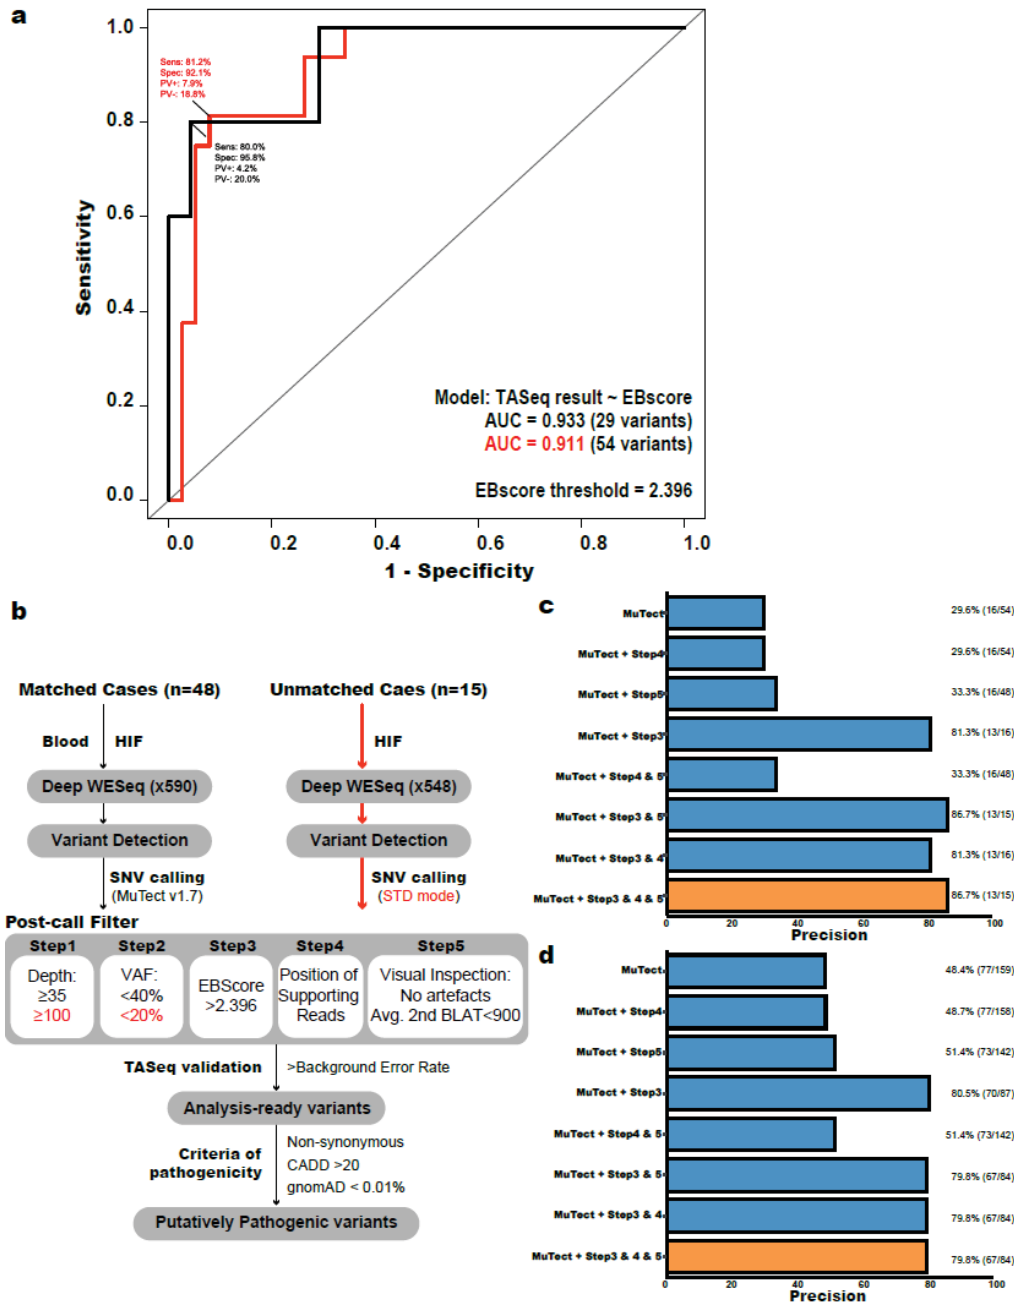 a
1.0
0.8
0.6
0.4
0.2
0.0
Sensitivity
Sens: 81.2%
Spec: 92.1%
PV+: 7.9%
PV-: 18.8%
Sens: 80.0%
Spec: 95.8%
PV+: 4.2%
PV-: 20.0%
Model: TASeq result ~ EBscore
AUC = 0.933 (29 variants)
AUC = 0.911 (54 variants)
EBscore threshold = 2.396
0.0 0.2 0.4 0.6 0.8 1.0
1 - Specificity
b
Matched Cases (n=48)
Unmatched Caes (n=15)
Blood HIF
HIF
Deep WESeq (x590)
Deep WESeq (x548)
Variant Detection
Variant Detection
SNV calling
(MuTect v1.7)
SNV calling
(STD mode)
Post-call Filter
Step1
Depth:
≥35
≥100
Step2
VAF:
<40%
<20%
Step3
EBScore
>2.396
Step4
Position of
Supporting
Reads
Step5
Visual Inspection:
No artefacts
Avg. 2nd BLAT<900
TASeq validation >Background Error Rate
Analysis-ready variants
Criteria of
pathogenicity
Non-synonymous
CADD >20
gnomAD < 0.01%
Putatively Pathogenic variants
c
MuTect 29.6% (16/54)
MuTect + Step4 29.6% (16/54)
MuTect + Step5 33.3% (16/48)
MuTect + Step3 81.3% (13/16)
MuTect + Step4 & 5 33.3% (16/48)
MuTect + Step3 & 5 86.7% (13/15)
MuTect + Step3 & 4 81.3% (13/16)
MuTect + Step3 & 4 & 5 86.7% (13/15)
0 20 40 60 80 100
Precision
d
MuTect 48.4% (77/159)
MuTect + Step4 48.7% (77/158)
MuTect + Step5 51.4% (73/142)
MuTect + Step3 80.5% (70/87)
MuTect + Step4 & 5 51.4% (73/142)
MuTect + Step3 & 5 79.8% (67/84)
MuTect + Step3 & 4 79.8% (67/84)
MuTect + Step3 & 4 & 5 79.8% (67/84)
0 20 40 60 80 100
Precision